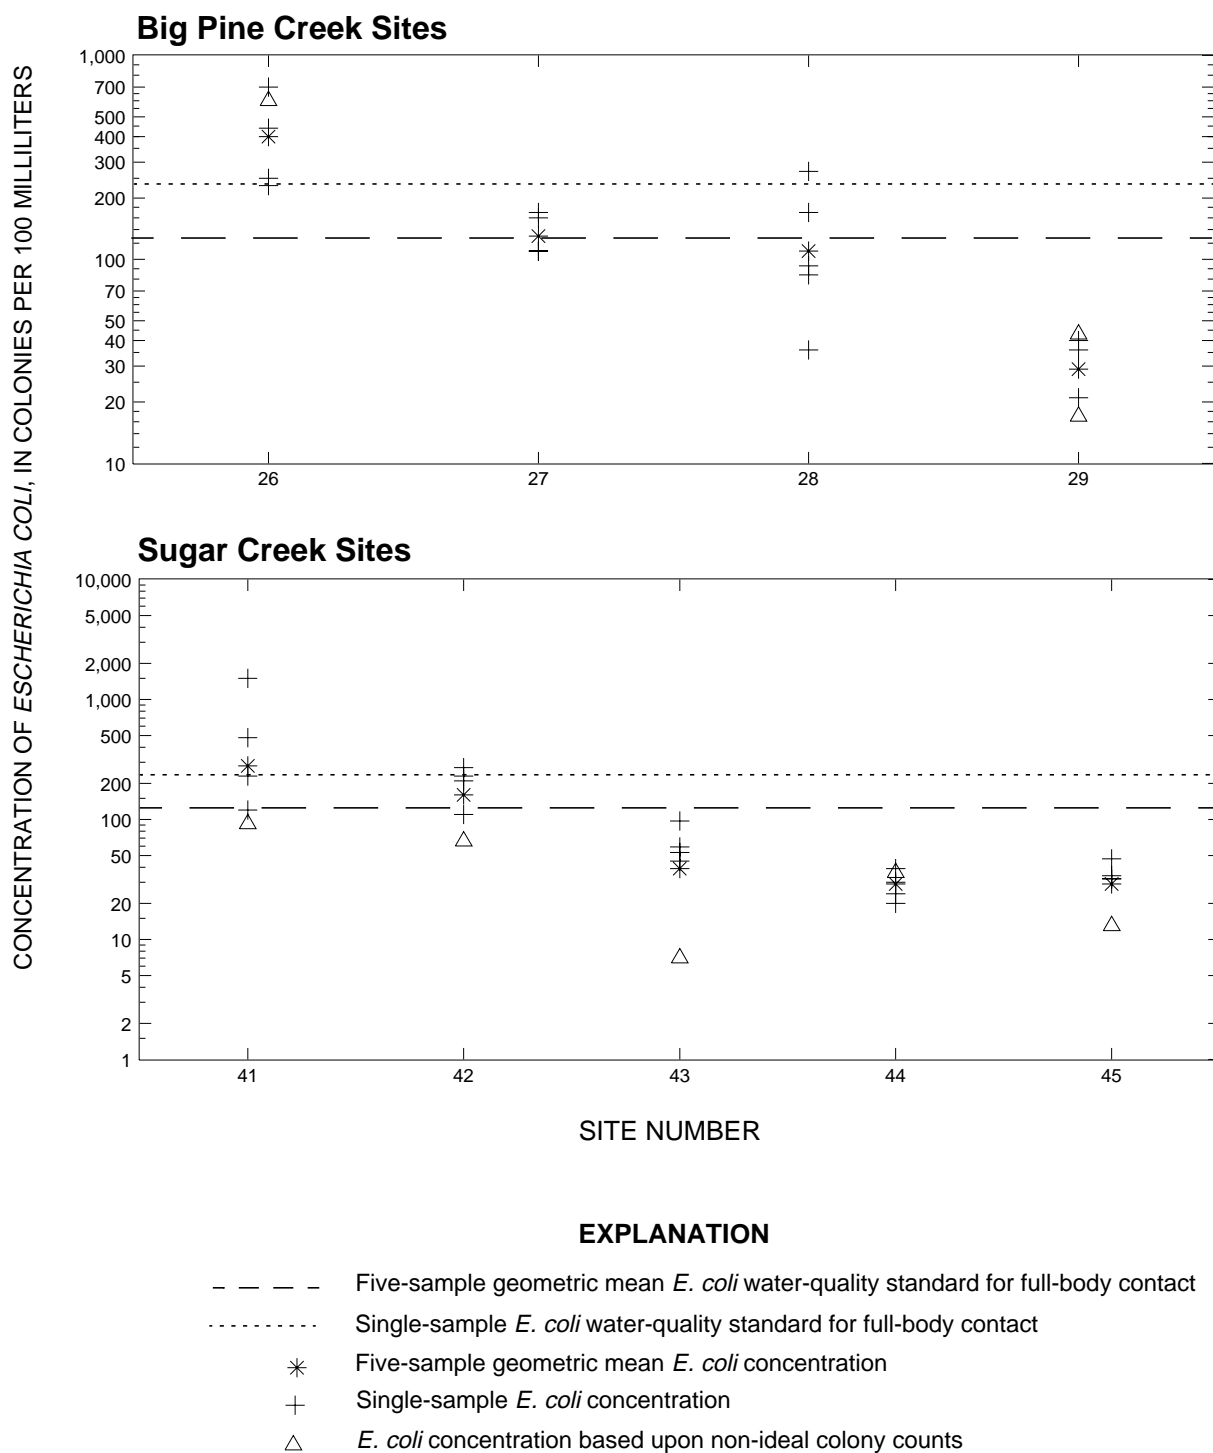 Big Pine Creek Sites
1,000
700
500
400
300
200
100
70
50
40
30
20
10
26 27 28 29
CONCENTRATION OF ESCHERICHIA COLI, IN COLONIES PER 100 MILLILITERS
Sugar Creek Sites
10,000
5,000
2,000
1,000
500
200
100
50
20
10
5
2
1
41 42 43 44 45
SITE NUMBER
EXPLANATION
Five-sample geometric mean E. coli water-quality standard for full-body contact
Single-sample E. coli water-quality standard for full-body contact
Five-sample geometric mean E. coli concentration
Single-sample E. coli concentration
E. coli concentration based upon non-ideal colony counts